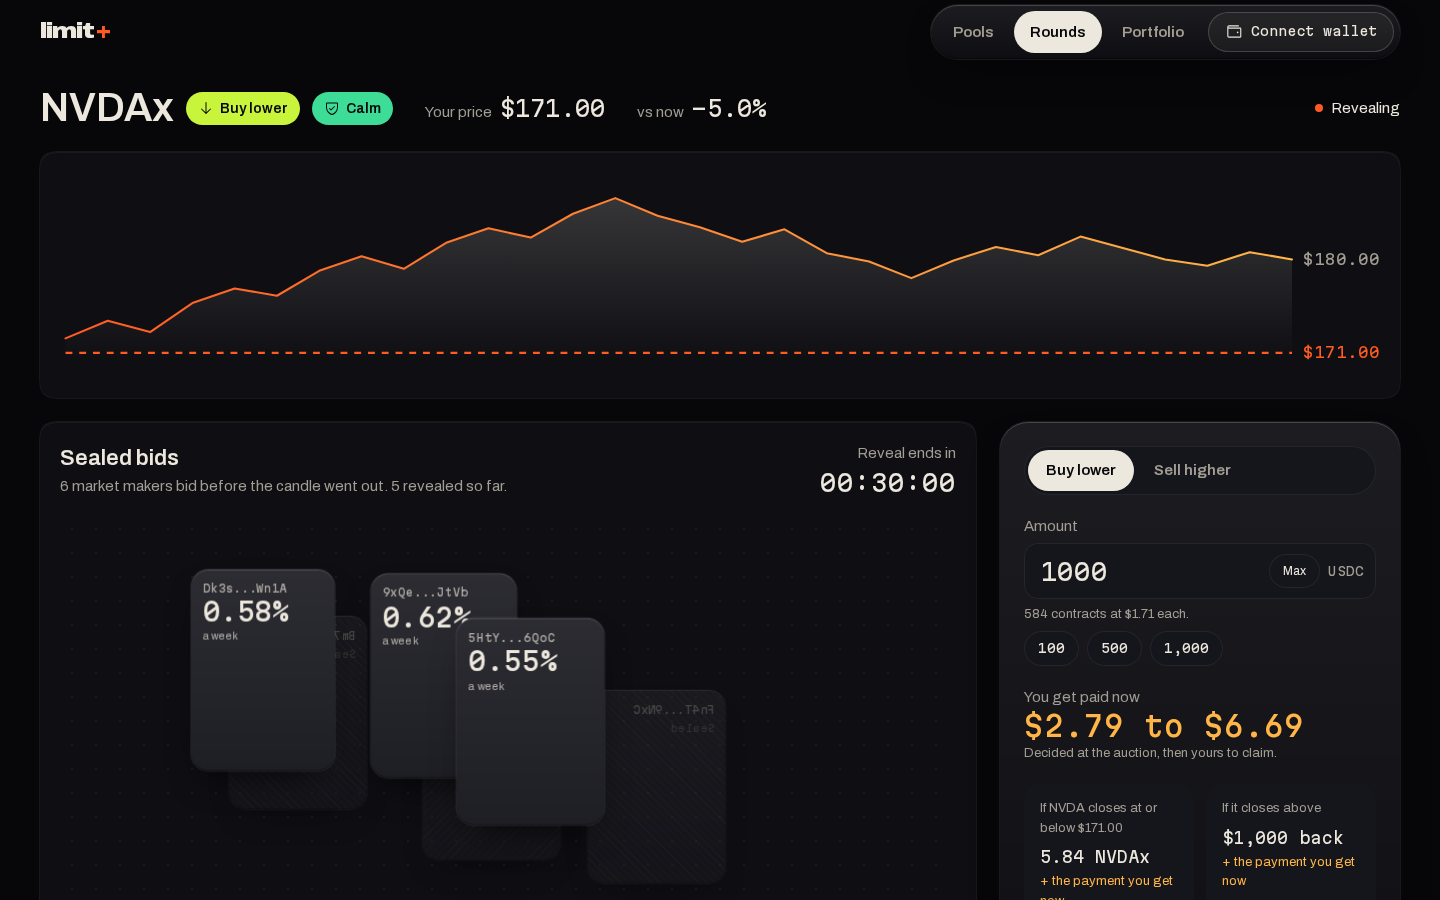 limit+
Pools Rounds Portfolio Connect wallet
NVDAx Buy lower Calm Your price $171.00 vs now −5.0% Revealing
$180.00
$171.00
Sealed bids
6 market makers bid before the candle went out. 5 revealed so far.
Reveal ends in
00:30:00
Dk3s...Wn1A
0.58%
a week
9xQe...JtVb
0.62%
a week
5HtY...6QoC
0.55%
a week
Fn4T...9NxC
Sealed
Buy lower Sell higher
Amount
1000 Max USDC
584 contracts at $1.71 each.
100 500 1,000
You get paid now
$2.79 to $6.69
Decided at the auction, then yours to claim.
If NVDA closes at or
below $171.00
5.84 NVDAx
+ the payment you get
now
If it closes above
$1,000 back
+ the payment you get
now